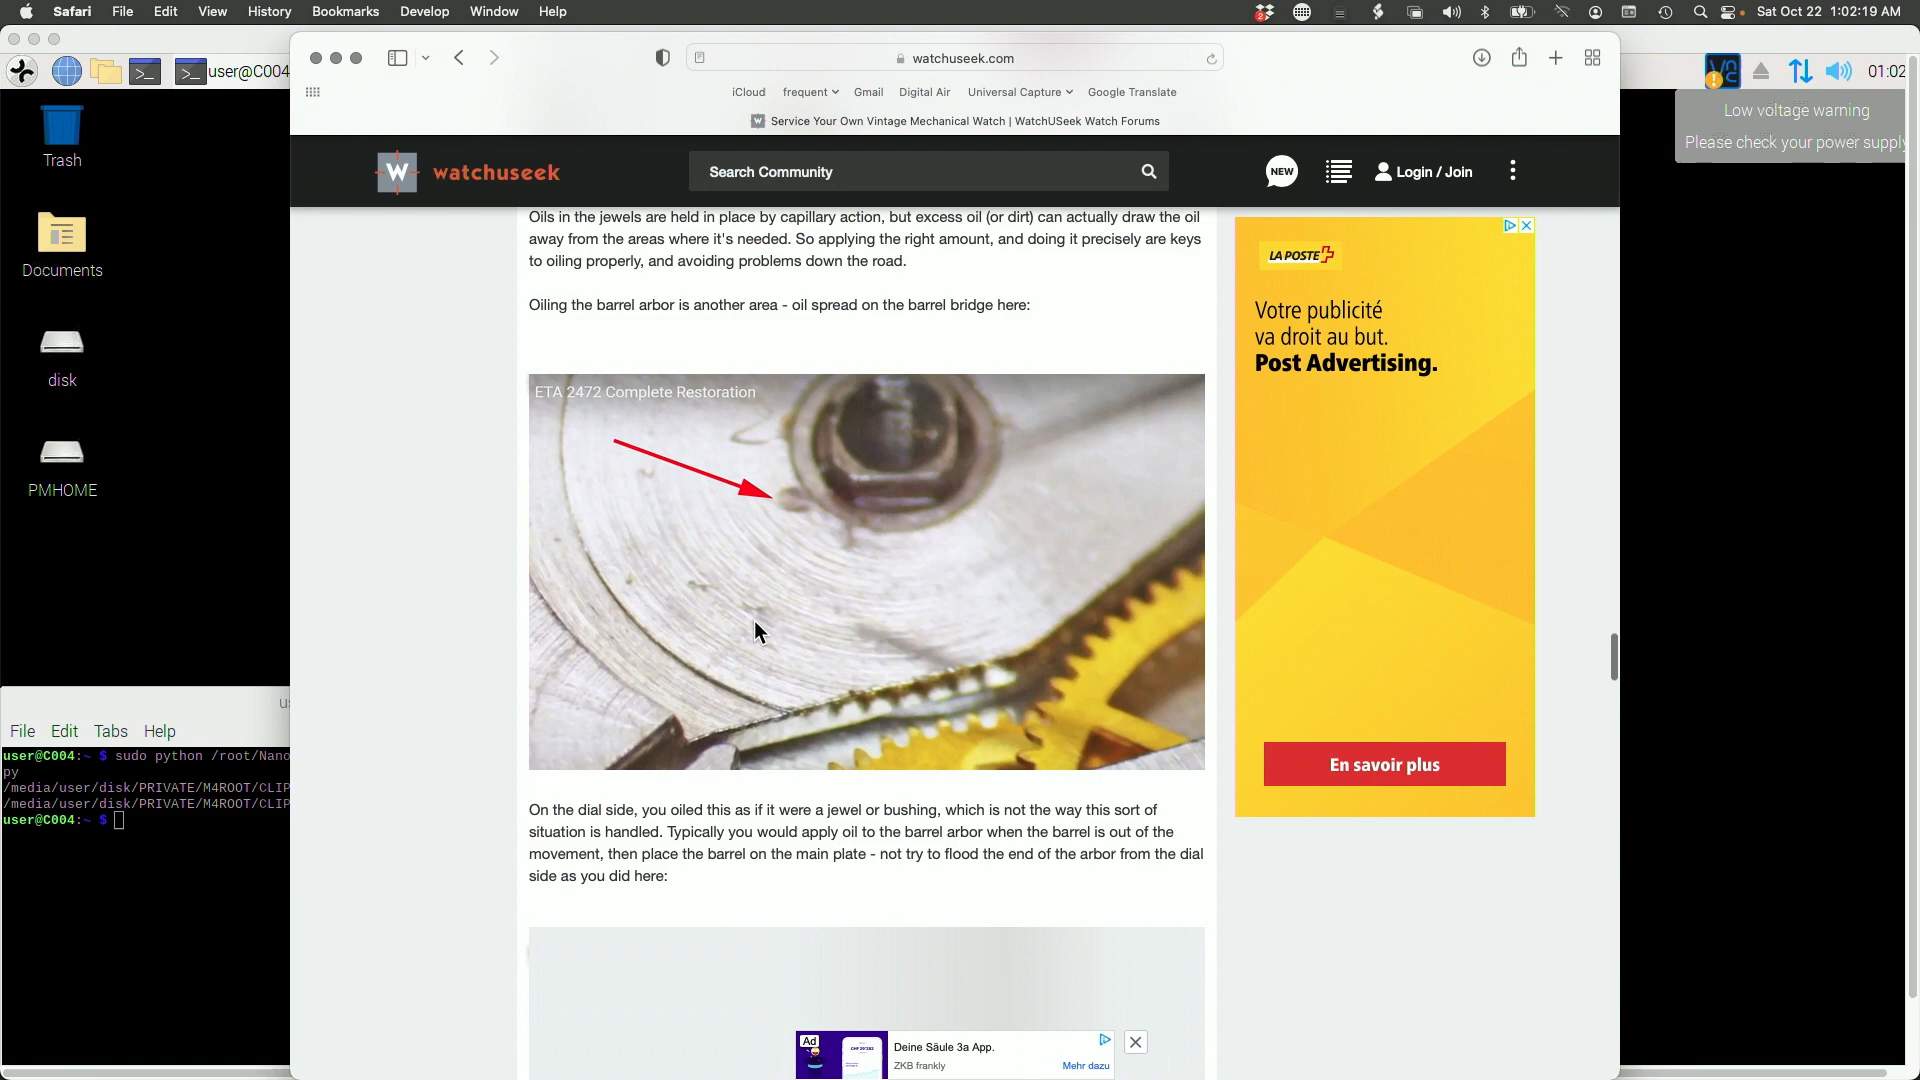 Safari File Edit View History Bookmarks Develop Window Help
Sat Oct 22 1:02:19 AM
user@C004
watchuseek.com
01:02
iCloud frequent Gmail Digital Air Universal Capture Google Translate
Service Your Own Vintage Mechanical Watch | WatchUSeek Watch Forums
Low voltage warning
Please check your power supply
Trash
Documents
disk
PMHOME
W watchuseek
Search Community
NEW
Login / Join
Oils in the jewels are held in place by capillary action, but excess oil (or dirt) can actually draw the oil
away from the areas where it's needed. So applying the right amount, and doing it precisely are keys
to oiling properly, and avoiding problems down the road.
Oiling the barrel arbor is another area - oil spread on the barrel bridge here:
ETA 2472 Complete Restoration
On the dial side, you oiled this as if it were a jewel or bushing, which is not the way this sort of
situation is handled. Typically you would apply oil to the barrel arbor when the barrel is out of the
movement, then place the barrel on the main plate - not try to flood the end of the arbor from the dial
side as you did here:
LA POSTE
Votre publicité
va droit au but.
Post Advertising.
En savoir plus
Ad
Deine Säule 3a App.
ZKB frankly
Mehr dazu
File Edit Tabs Help
user@C004:~ $ sudo python /root/Nano
py
/media/user/disk/PRIVATE/M4ROOT/CLIP
/media/user/disk/PRIVATE/M4ROOT/CLIP
user@C004:~ $